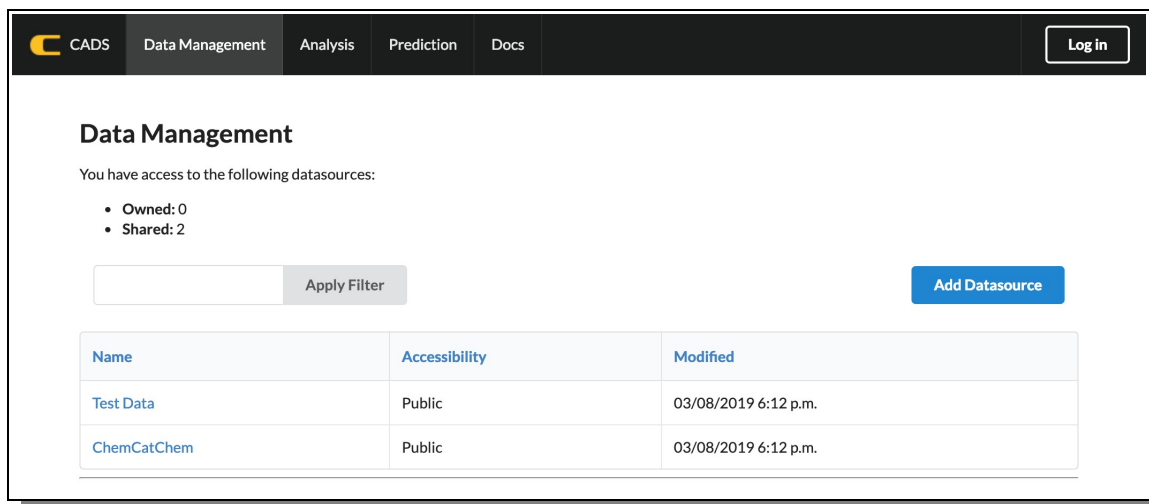 CADS Data Management Analysis Prediction Docs Log in
Data Management
You have access to the following datasources:
• Owned: 0
• Shared: 2
Apply Filter Add Datasource
Name Accessibility Modified
Test Data Public 03/08/2019 6:12 p.m.
ChemCatChem Public 03/08/2019 6:12 p.m.